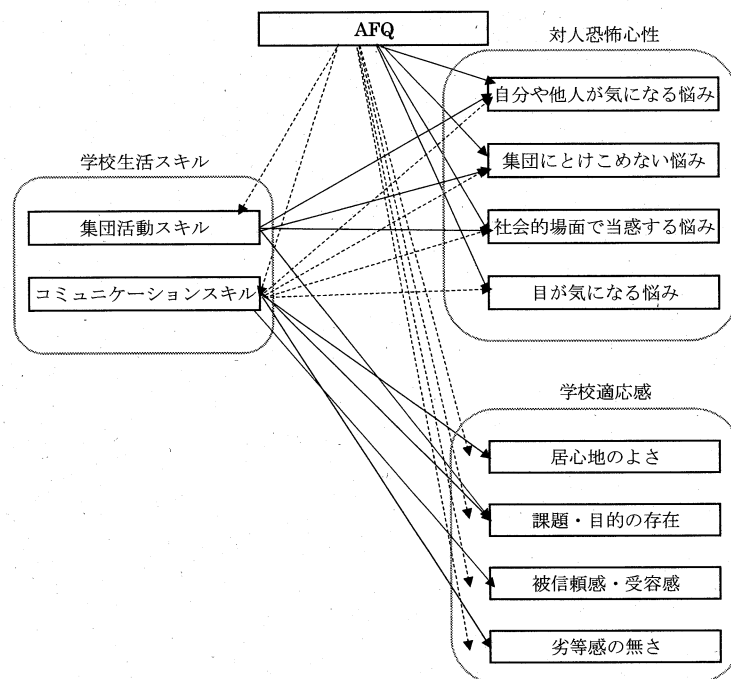 AFQ
対人恐怖心性
自分や他人が気になる悩み
集団にとけこめない悩み
社会的場面で当惑する悩み
目が気になる悩み
学校生活スキル
集団活動スキル
コミュニケーションスキル
学校適応感
居心地のよさ
課題・目的の存在
被信頼感・受容感
劣等感の無さ